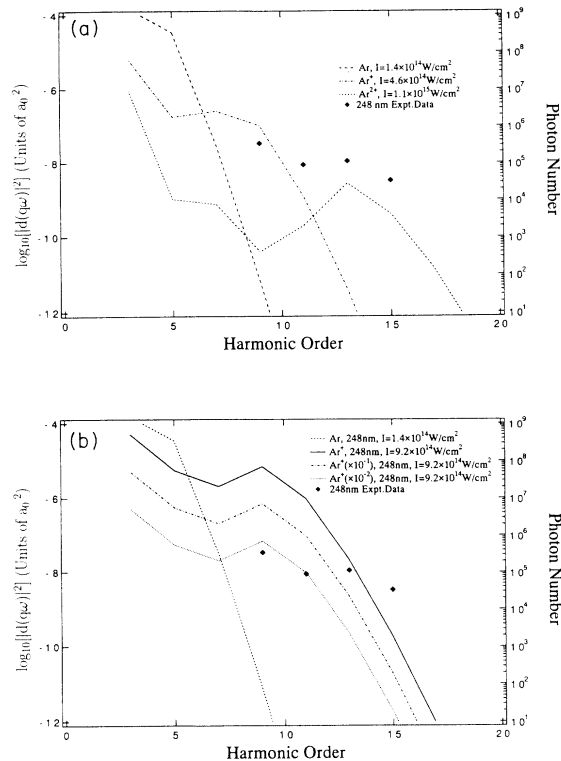 (a)
-4
-6
-8
-10
-12
log₁₀[|d(qω)|²] (Units of a₀²)
Ar, I=1.4×10¹⁴W/cm²
Ar⁺, I=4.6×10¹⁴W/cm²
Ar²⁺, I=1.1×10¹⁵W/cm²
248 nm Expt.Data
10⁹
10⁸
10⁷
10⁶
10⁵
10⁴
10³
10²
10¹
Photon Number
0 5 10 15 20
Harmonic Order
(b)
-4
-6
-8
-10
-12
log₁₀[|d(qω)|²] (Units of a₀²)
Ar, 248nm, I=1.4×10¹⁴W/cm²
Ar⁺, 248nm, I=9.2×10¹⁴W/cm²
Ar⁺(×10⁻¹), 248nm, I=9.2×10¹⁴W/cm²
Ar⁺(×10⁻²), 248nm, I=9.2×10¹⁴W/cm²
248nm Expt.Data
10⁹
10⁸
10⁷
10⁶
10⁵
10⁴
10³
10²
10¹
Photon Number
0 5 10 15 20
Harmonic Order